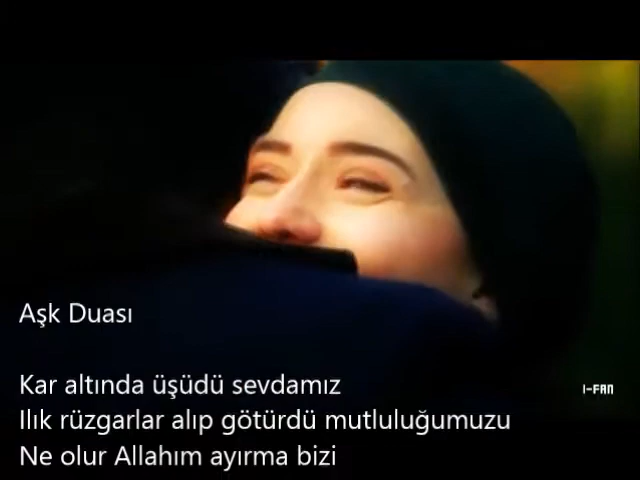 Aşk Duası
Kar altında üşüdü sevdamız
Ilık rüzgarlar alıp götürdü mutluluğumuzu
Ne olur Allahım ayırma bizi
I-FAN